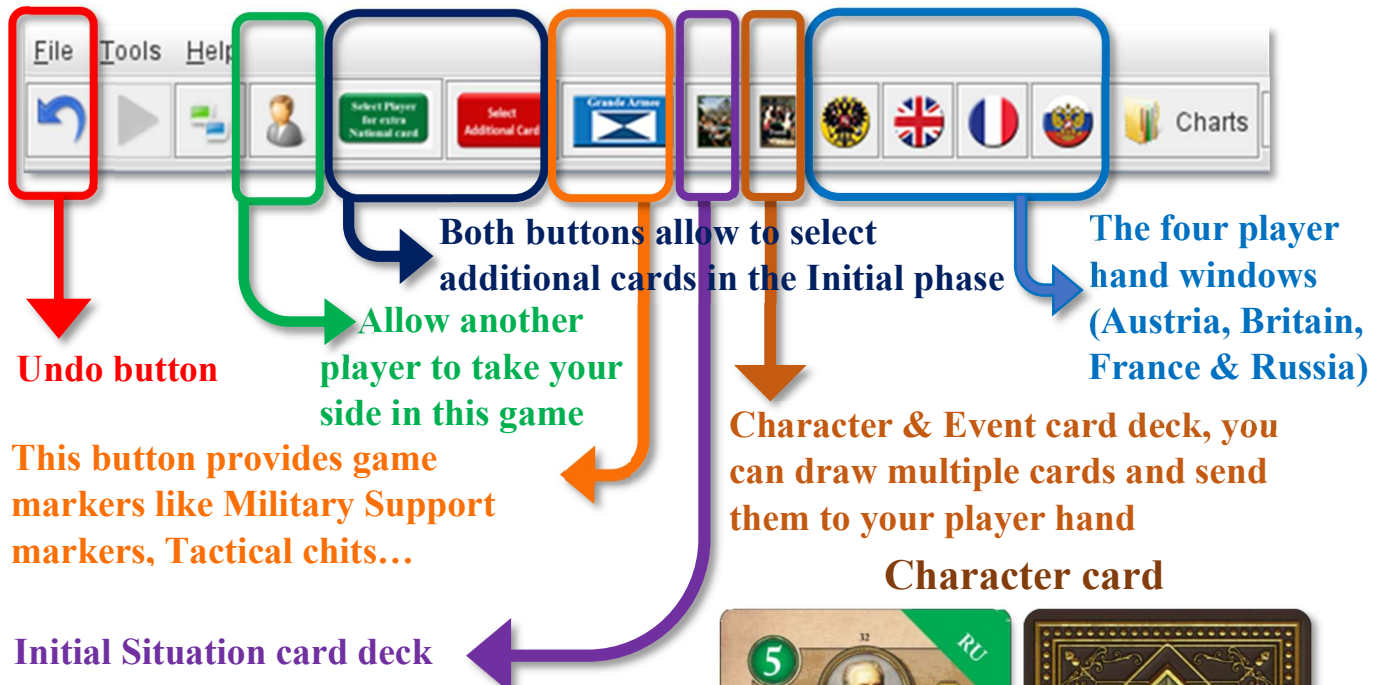 File Tools Help
Select Player
for extra
National card
Select
Additional Card
Grande Armee
Charts
Both buttons allow to select
additional cards in the Initial phase
The four player
hand windows
(Austria, Britain,
France & Russia)
Allow another
player to take your
side in this game
Undo button
Character & Event card deck, you
can draw multiple cards and send
them to your player hand
This button provides game
markers like Military Support
markers, Tactical chits…
Character card
Initial Situation card deck
32
RU
5